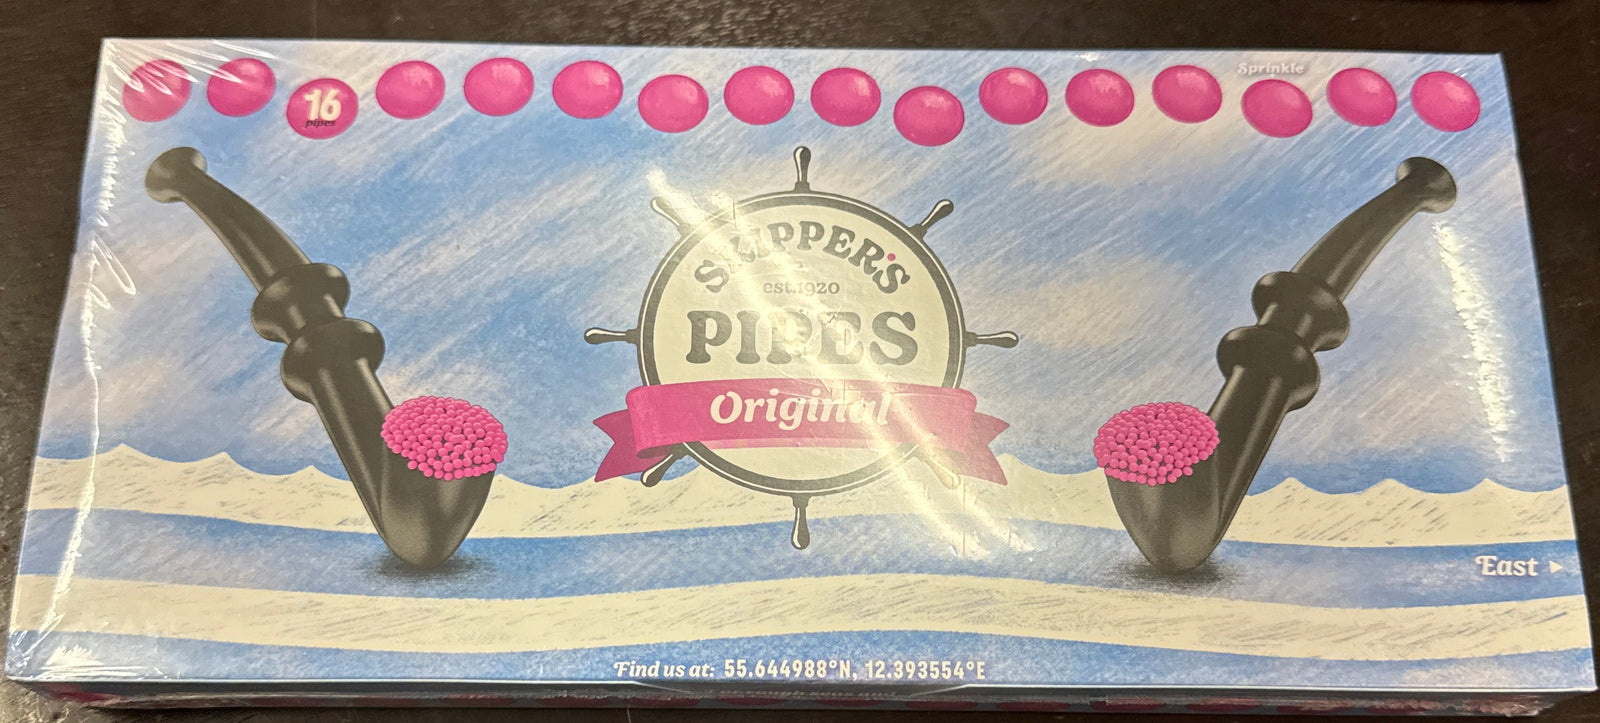 Sprinkle
16
pipes
SKIPPER'S
est.1920
PIPES
Original
East ►
Find us at: 55.644988°N, 12.393554°E